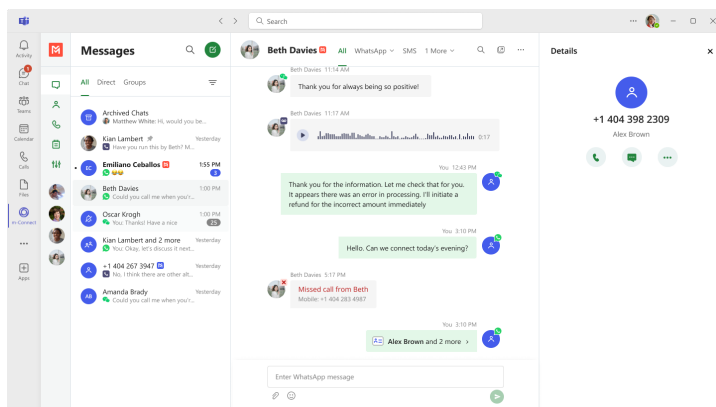 Search
Activity
Chat
Teams
Calendar
Calls
Files
m-Connect
Apps
Messages
All Direct Groups
Archived Chats
Matthew White: Hi, would you be...
Kian Lambert Yesterday
Have you run this by Beth? M...
EC Emiliano Ceballos 1:55 PM
3
Beth Davies 1:00 PM
Could you call me when you'r...
Oscar Krogh 1:00 PM
You: Thanks! Have a nice 25
Kian Lambert and 2 more Yesterday
You: Okay, let's discuss it next...
+1 404 267 3947 Yesterday
No, I think there are other alt...
AB Amanda Brady Yesterday
Could you call me when you'r...
Beth Davies All WhatsApp SMS 1 More
Beth Davies 11:14 AM
Thank you for always being so positive!
Beth Davies 11:17 AM
0:17
You 12:43 PM
Thank you for the information. Let me check that for you.
It appears there was an error in processing. I'll initiate a
refund for the incorrect amount immediately
You 3:10 PM
Hello. Can we connect today's evening?
Beth Davies 5:17 PM
Missed call from Beth
Mobile: +1 404 283 4987
You 3:10 PM
Alex Brown and 2 more
Enter WhatsApp message
Details
+1 404 398 2309
Alex Brown